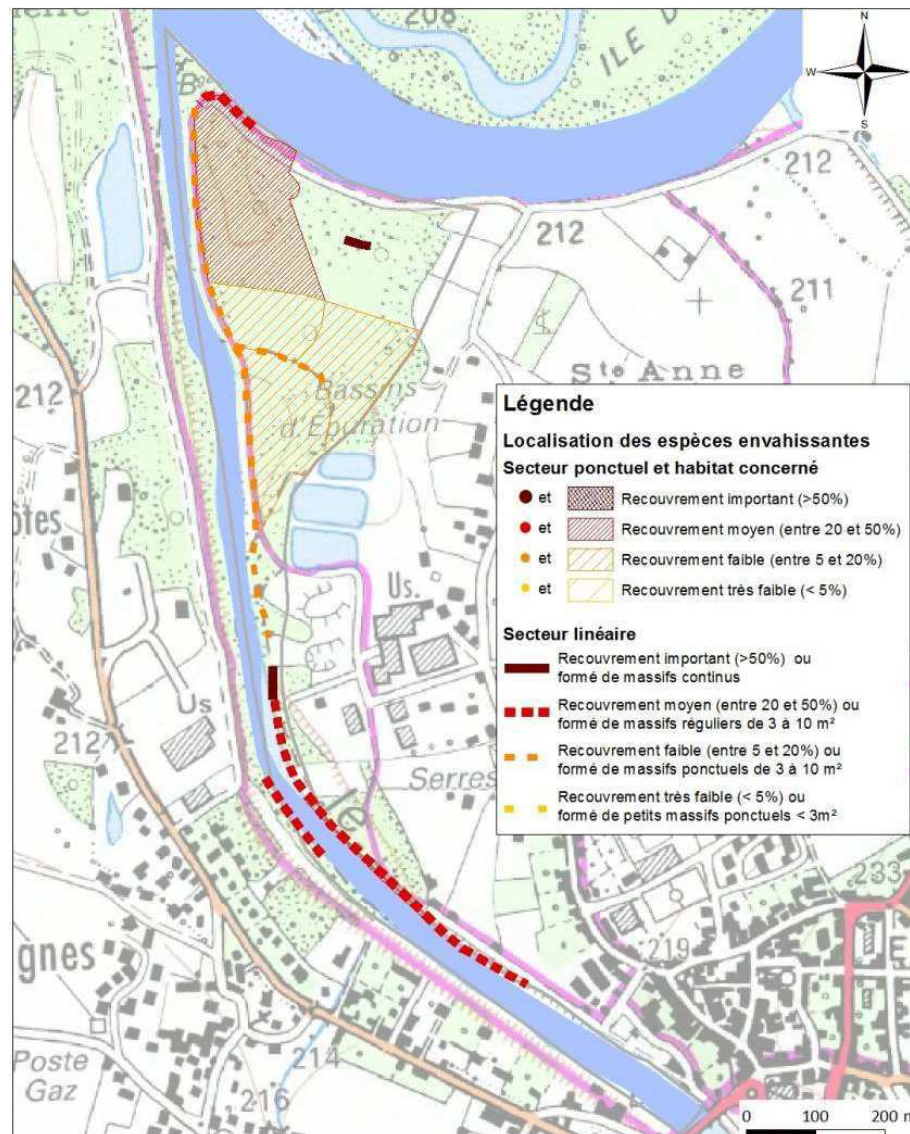 208
ILE D
N
W
E
S
212
212
211
Ste Anne
212
Bassins
d'Epuration
Us.
Us
212
Serres
gnes
Poste
Gaz
214
216
219
233
E
Légende
Localisation des espèces envahissantes
Secteur ponctuel et habitat concerné
et Recouvrement important (>50%)
et Recouvrement moyen (entre 20 et 50%)
et Recouvrement faible (entre 5 et 20%)
et Recouvrement très faible (< 5%)
Secteur linéaire
Recouvrement important (>50%) ou
formé de massifs continus
Recouvrement moyen (entre 20 et 50%) ou
formé de massifs réguliers de 3 à 10 m²
Recouvrement faible (entre 5 et 20%) ou
formé de massifs ponctuels de 3 à 10 m²
Recouvrement très faible (< 5%) ou
formé de petits massifs ponctuels < 3m²
0 100 200 m